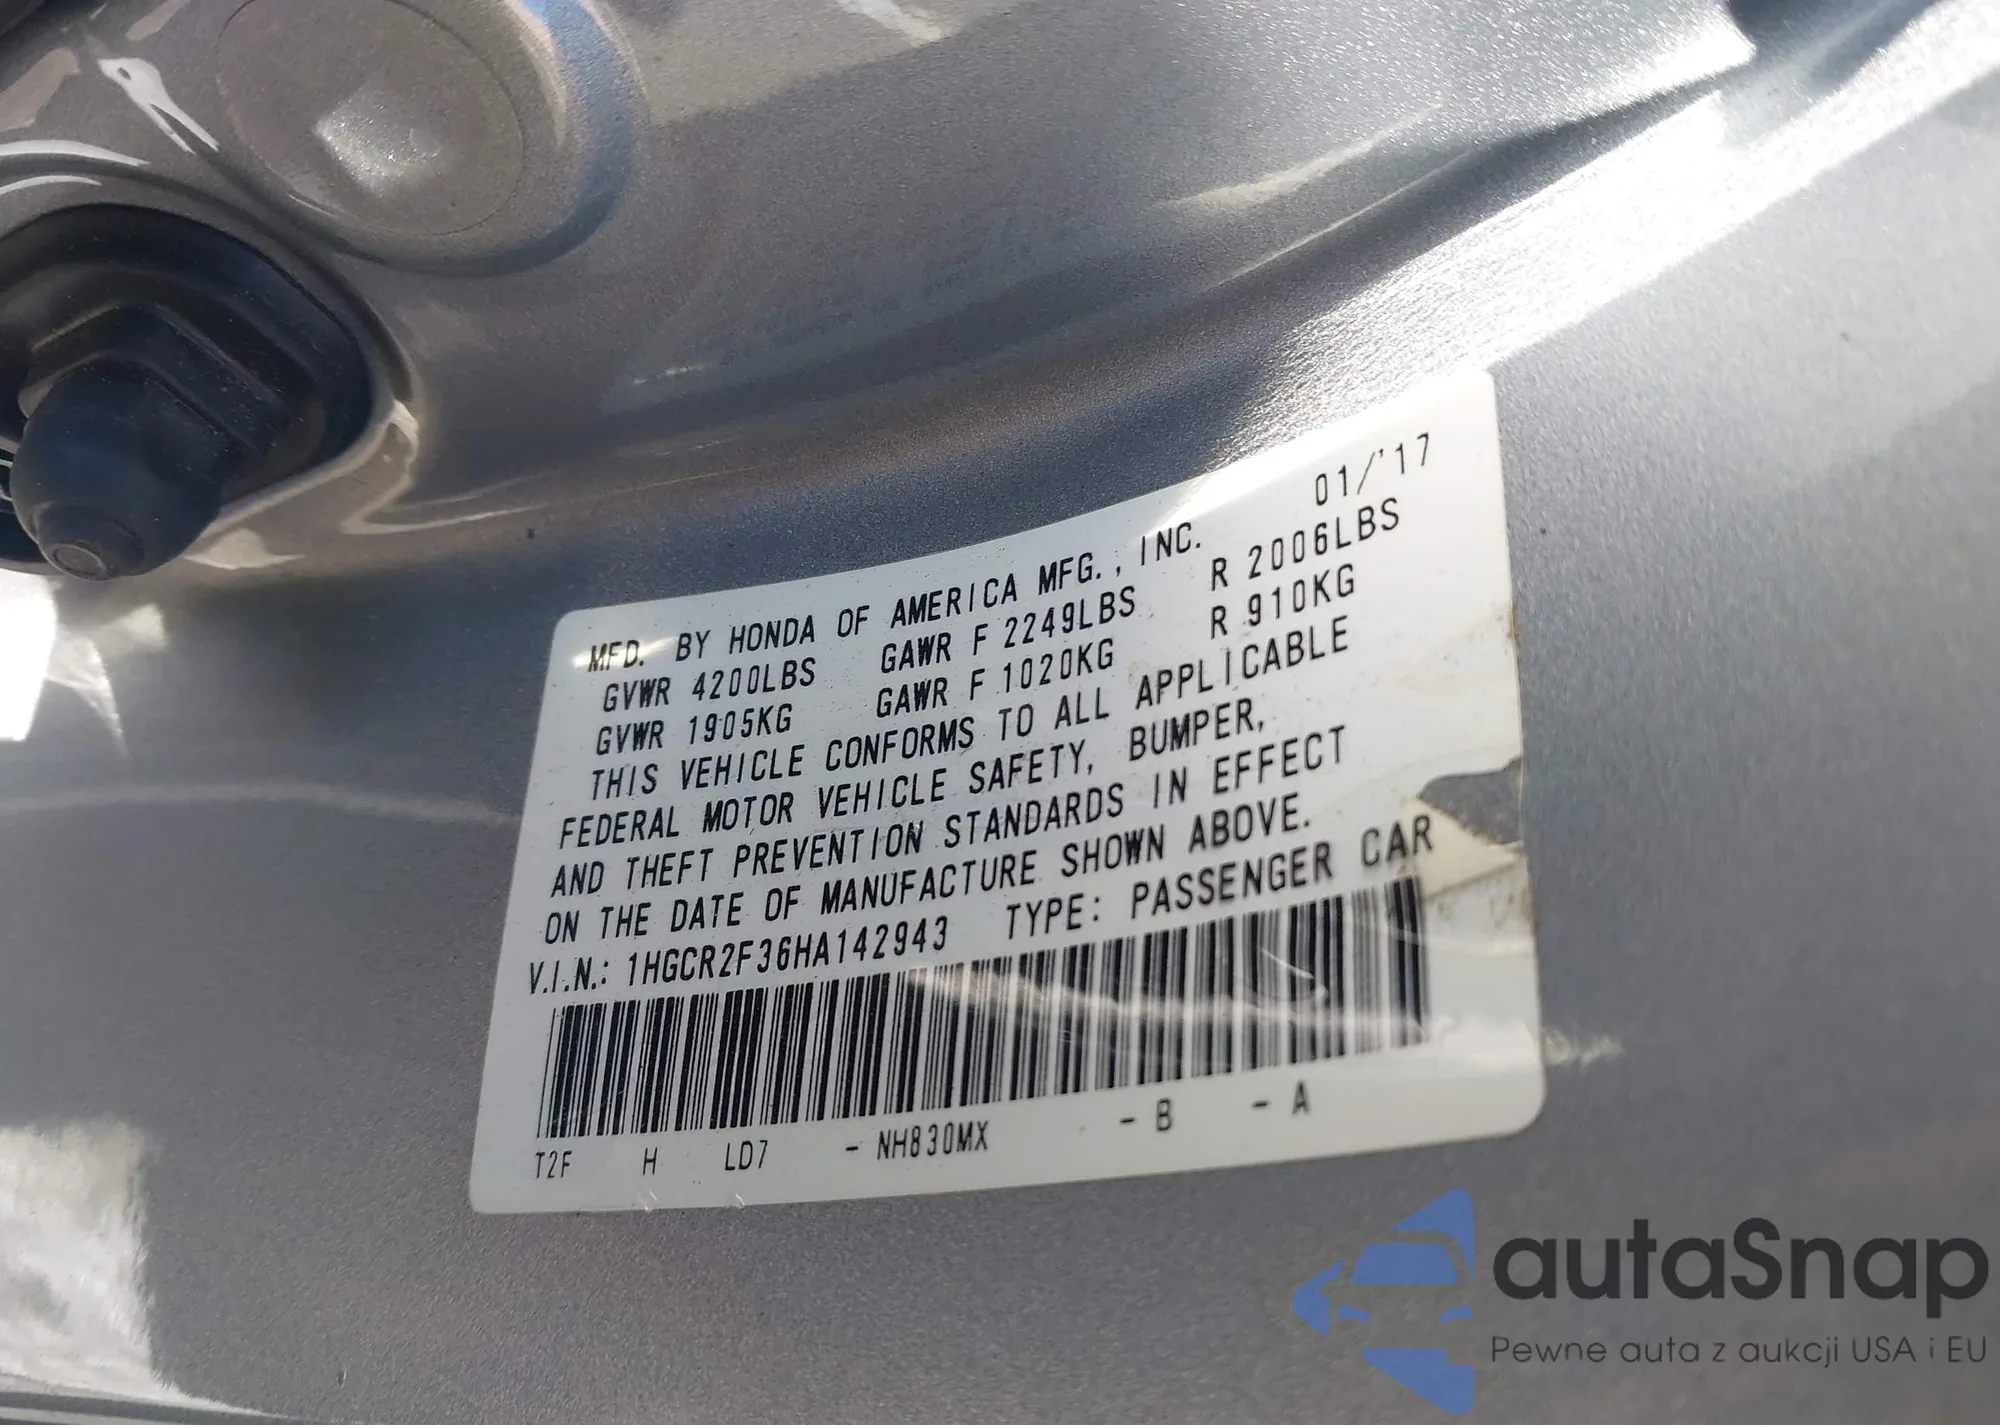 MFD. BY HONDA OF AMERICA MFG., INC. 01/'17
GVWR 4200LBS GAWR F 2249LBS R 2006LBS
GVWR 1905KG GAWR F 1020KG R 910KG
THIS VEHICLE CONFORMS TO ALL APPLICABLE
FEDERAL MOTOR VEHICLE SAFETY, BUMPER,
AND THEFT PREVENTION STANDARDS IN EFFECT
ON THE DATE OF MANUFACTURE SHOWN ABOVE.
V.I.N.: 1HGCR2F36HA142943 TYPE: PASSENGER CAR
T2F H LD7 - NH830MX - B - A
autaSnap
Pewne auta z aukcji USA i EU